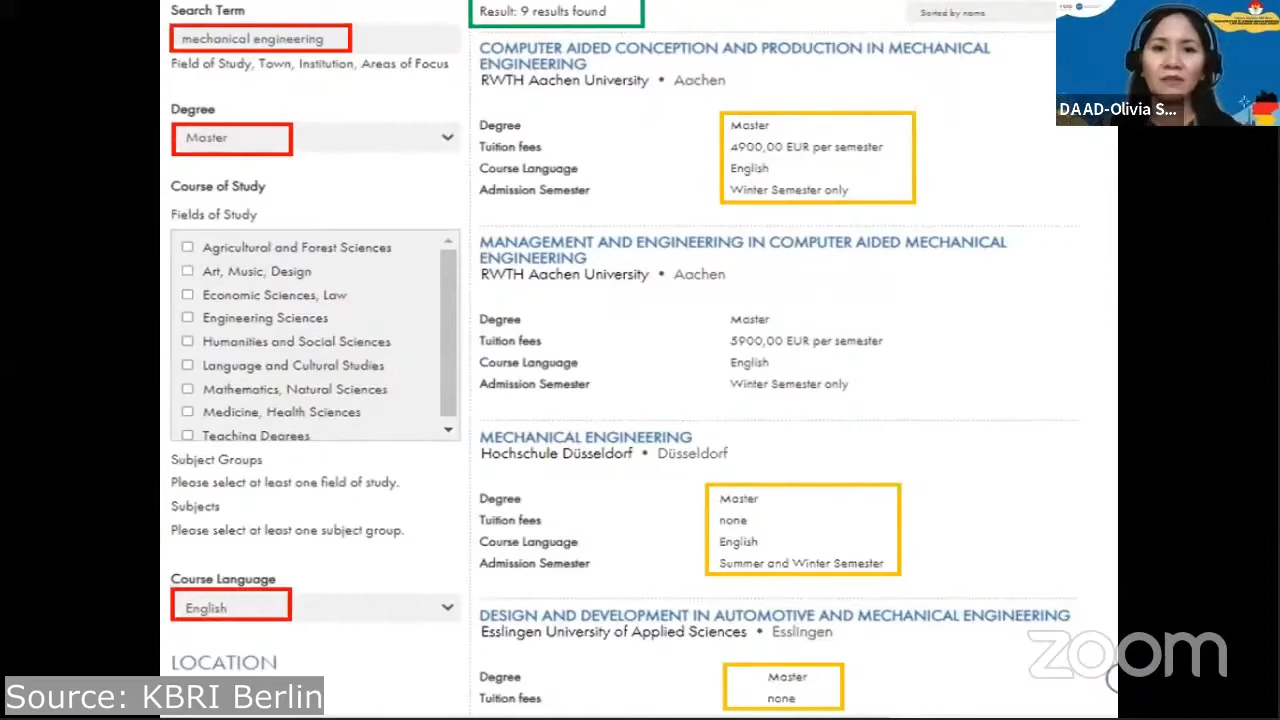 Search Term
mechanical engineering
Field of Study, Town, Institution, Areas of Focus
Degree
Master
Course of Study
Fields of Study
Agricultural and Forest Sciences
Art, Music, Design
Economic Sciences, Law
Engineering Sciences
Humanities and Social Sciences
Language and Cultural Studies
Mathematics, Natural Sciences
Medicine, Health Sciences
Teaching Degrees
Subject Groups
Please select at least one field of study.
Subjects
Please select at least one subject group.
Course Language
English
LOCATION
Source: KBRI Berlin
Result: 9 results found
Sorted by name
COMPUTER AIDED CONCEPTION AND PRODUCTION IN MECHANICAL
ENGINEERING
RWTH Aachen University • Aachen
Degree Master
Tuition fees 4900,00 EUR per semester
Course Language English
Admission Semester Winter Semester only
MANAGEMENT AND ENGINEERING IN COMPUTER AIDED MECHANICAL
ENGINEERING
RWTH Aachen University • Aachen
Degree Master
Tuition fees 5900,00 EUR per semester
Course Language English
Admission Semester Winter Semester only
MECHANICAL ENGINEERING
Hochschule Düsseldorf • Düsseldorf
Degree Master
Tuition fees none
Course Language English
Admission Semester Summer and Winter Semester
DESIGN AND DEVELOPMENT IN AUTOMOTIVE AND MECHANICAL ENGINEERING
Esslingen University of Applied Sciences • Esslingen
Degree Master
Tuition fees none
DAAD-Olivia S...
zoom